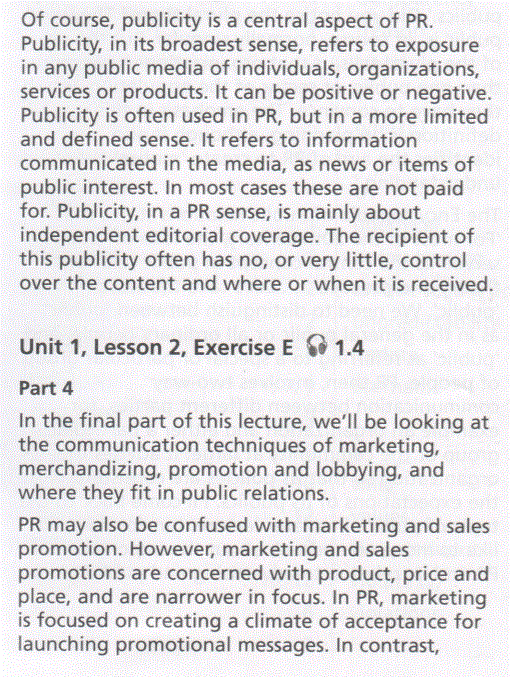 Of course, publicity is a central aspect of PR.
Publicity, in its broadest sense, refers to exposure
in any public media of individuals, organizations,
services or products. It can be positive or negative.
Publicity is often used in PR, but in a more limited
and defined sense. It refers to information
communicated in the media, as news or items of
public interest. In most cases these are not paid
for. Publicity, in a PR sense, is mainly about
independent editorial coverage. The recipient of
this publicity often has no, or very little, control
over the content and where or when it is received.
Unit 1, Lesson 2, Exercise E 1.4
Part 4
In the final part of this lecture, we'll be looking at
the communication techniques of marketing,
merchandizing, promotion and lobbying, and
where they fit in public relations.
PR may also be confused with marketing and sales
promotion. However, marketing and sales
promotions are concerned with product, price and
place, and are narrower in focus. In PR, marketing
is focused on creating a climate of acceptance for
launching promotional messages. In contrast,